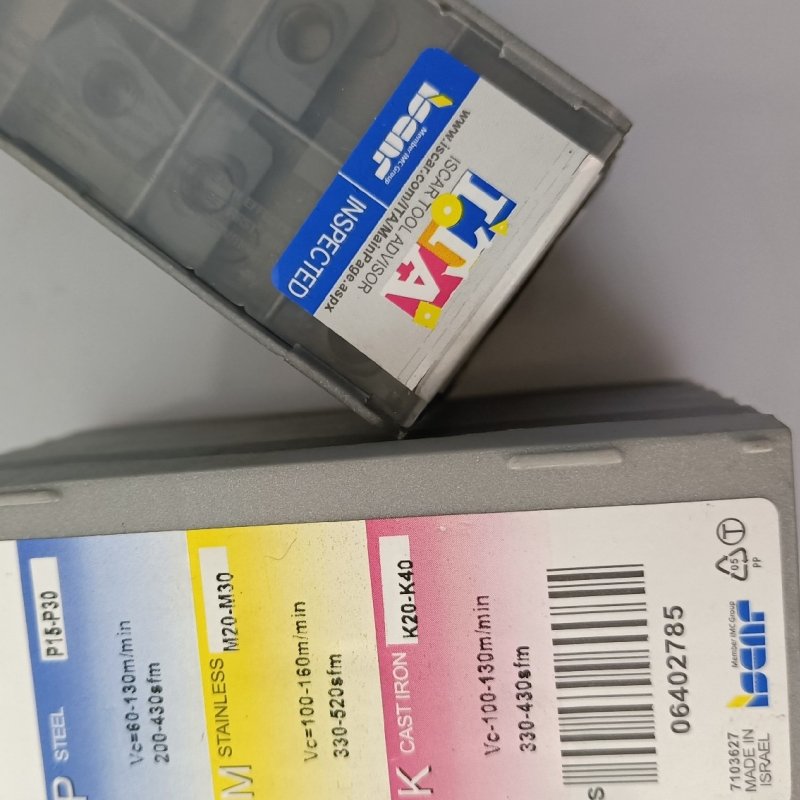 iscar
Member IMC Group
INSPECTED
www.iscar.com/ITA/MainPage.aspx
ISCAR TOOL ADVISOR
ITA
P STEEL P15-P30
Vc=60-130m/min
200-430sfm
M STAINLESS M20-M30
Vc=100-160m/min
330-520sfm
K CAST IRON K20-K40
Vc-100-130m/min
330-430sfm
06402785
iscar
Member IMC Group
05
PP
T
7103627
MADE IN
ISRAEL